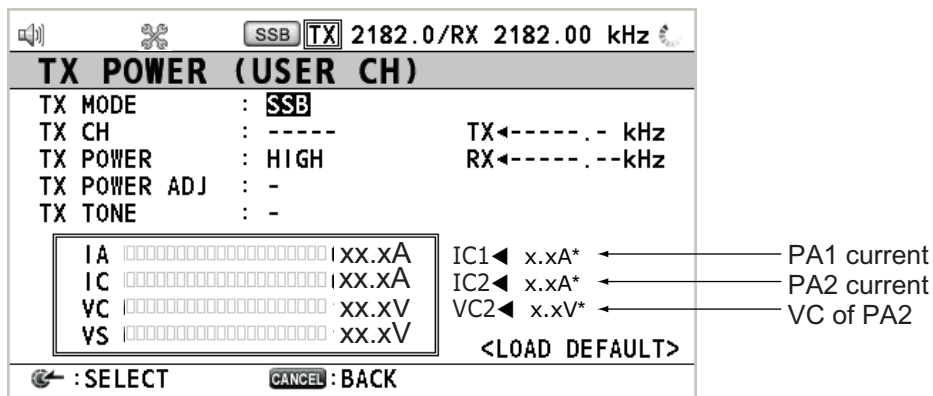 SSB TX 2182.0/RX 2182.00 kHz
TX POWER (USER CH)
TX MODE : SSB
TX CH : ----- TX◄-----.- kHz
TX POWER : HIGH RX◄-----.--kHz
TX POWER ADJ : -
TX TONE : -
IA xx.xA IC1◄ x.xA* PA1 current
IC xx.xA IC2◄ x.xA* PA2 current
VC xx.xV VC2◄ x.xV* VC of PA2
VS xx.xV
<LOAD DEFAULT>
:SELECT CANCEL:BACK